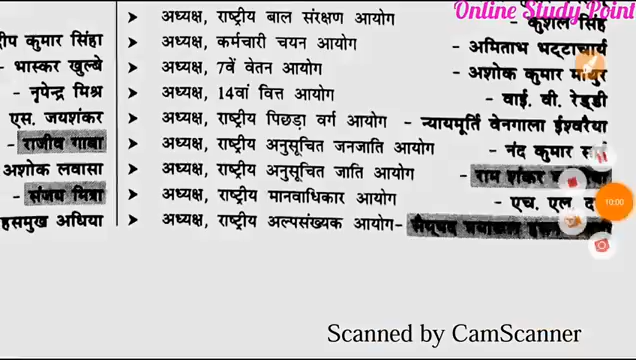 Online Study Point
अध्यक्ष, राष्ट्रीय बाल संरक्षण आयोग - कुशल सिंह
दीप कुमार सिंहा ➤ अध्यक्ष, कर्मचारी चयन आयोग - अमिताभ भट्टाचार्य
- भास्कर खुल्बे ➤ अध्यक्ष, 7वें वेतन आयोग - अशोक कुमार माथुर
- नृपेन्द्र मिश्र ➤ अध्यक्ष, 14वां वित्त आयोग - वाई. वी. रेड्डी
एस. जयशंकर ➤ अध्यक्ष, राष्ट्रीय पिछड़ा वर्ग आयोग - न्यायमूर्ति वेनगाला ईश्वरैया
- राजीव गाबा ➤ अध्यक्ष, राष्ट्रीय अनुसूचित जनजाति आयोग - नंद कुमार
अशोक लवासा ➤ अध्यक्ष, राष्ट्रीय अनुसूचित जाति आयोग - राम शंकर
- संजय मित्रा ➤ अध्यक्ष, राष्ट्रीय मानवाधिकार आयोग - एच. एल.
हसमुख अधिया ➤ अध्यक्ष, राष्ट्रीय अल्पसंख्यक आयोग-
10:00
Scanned by CamScanner